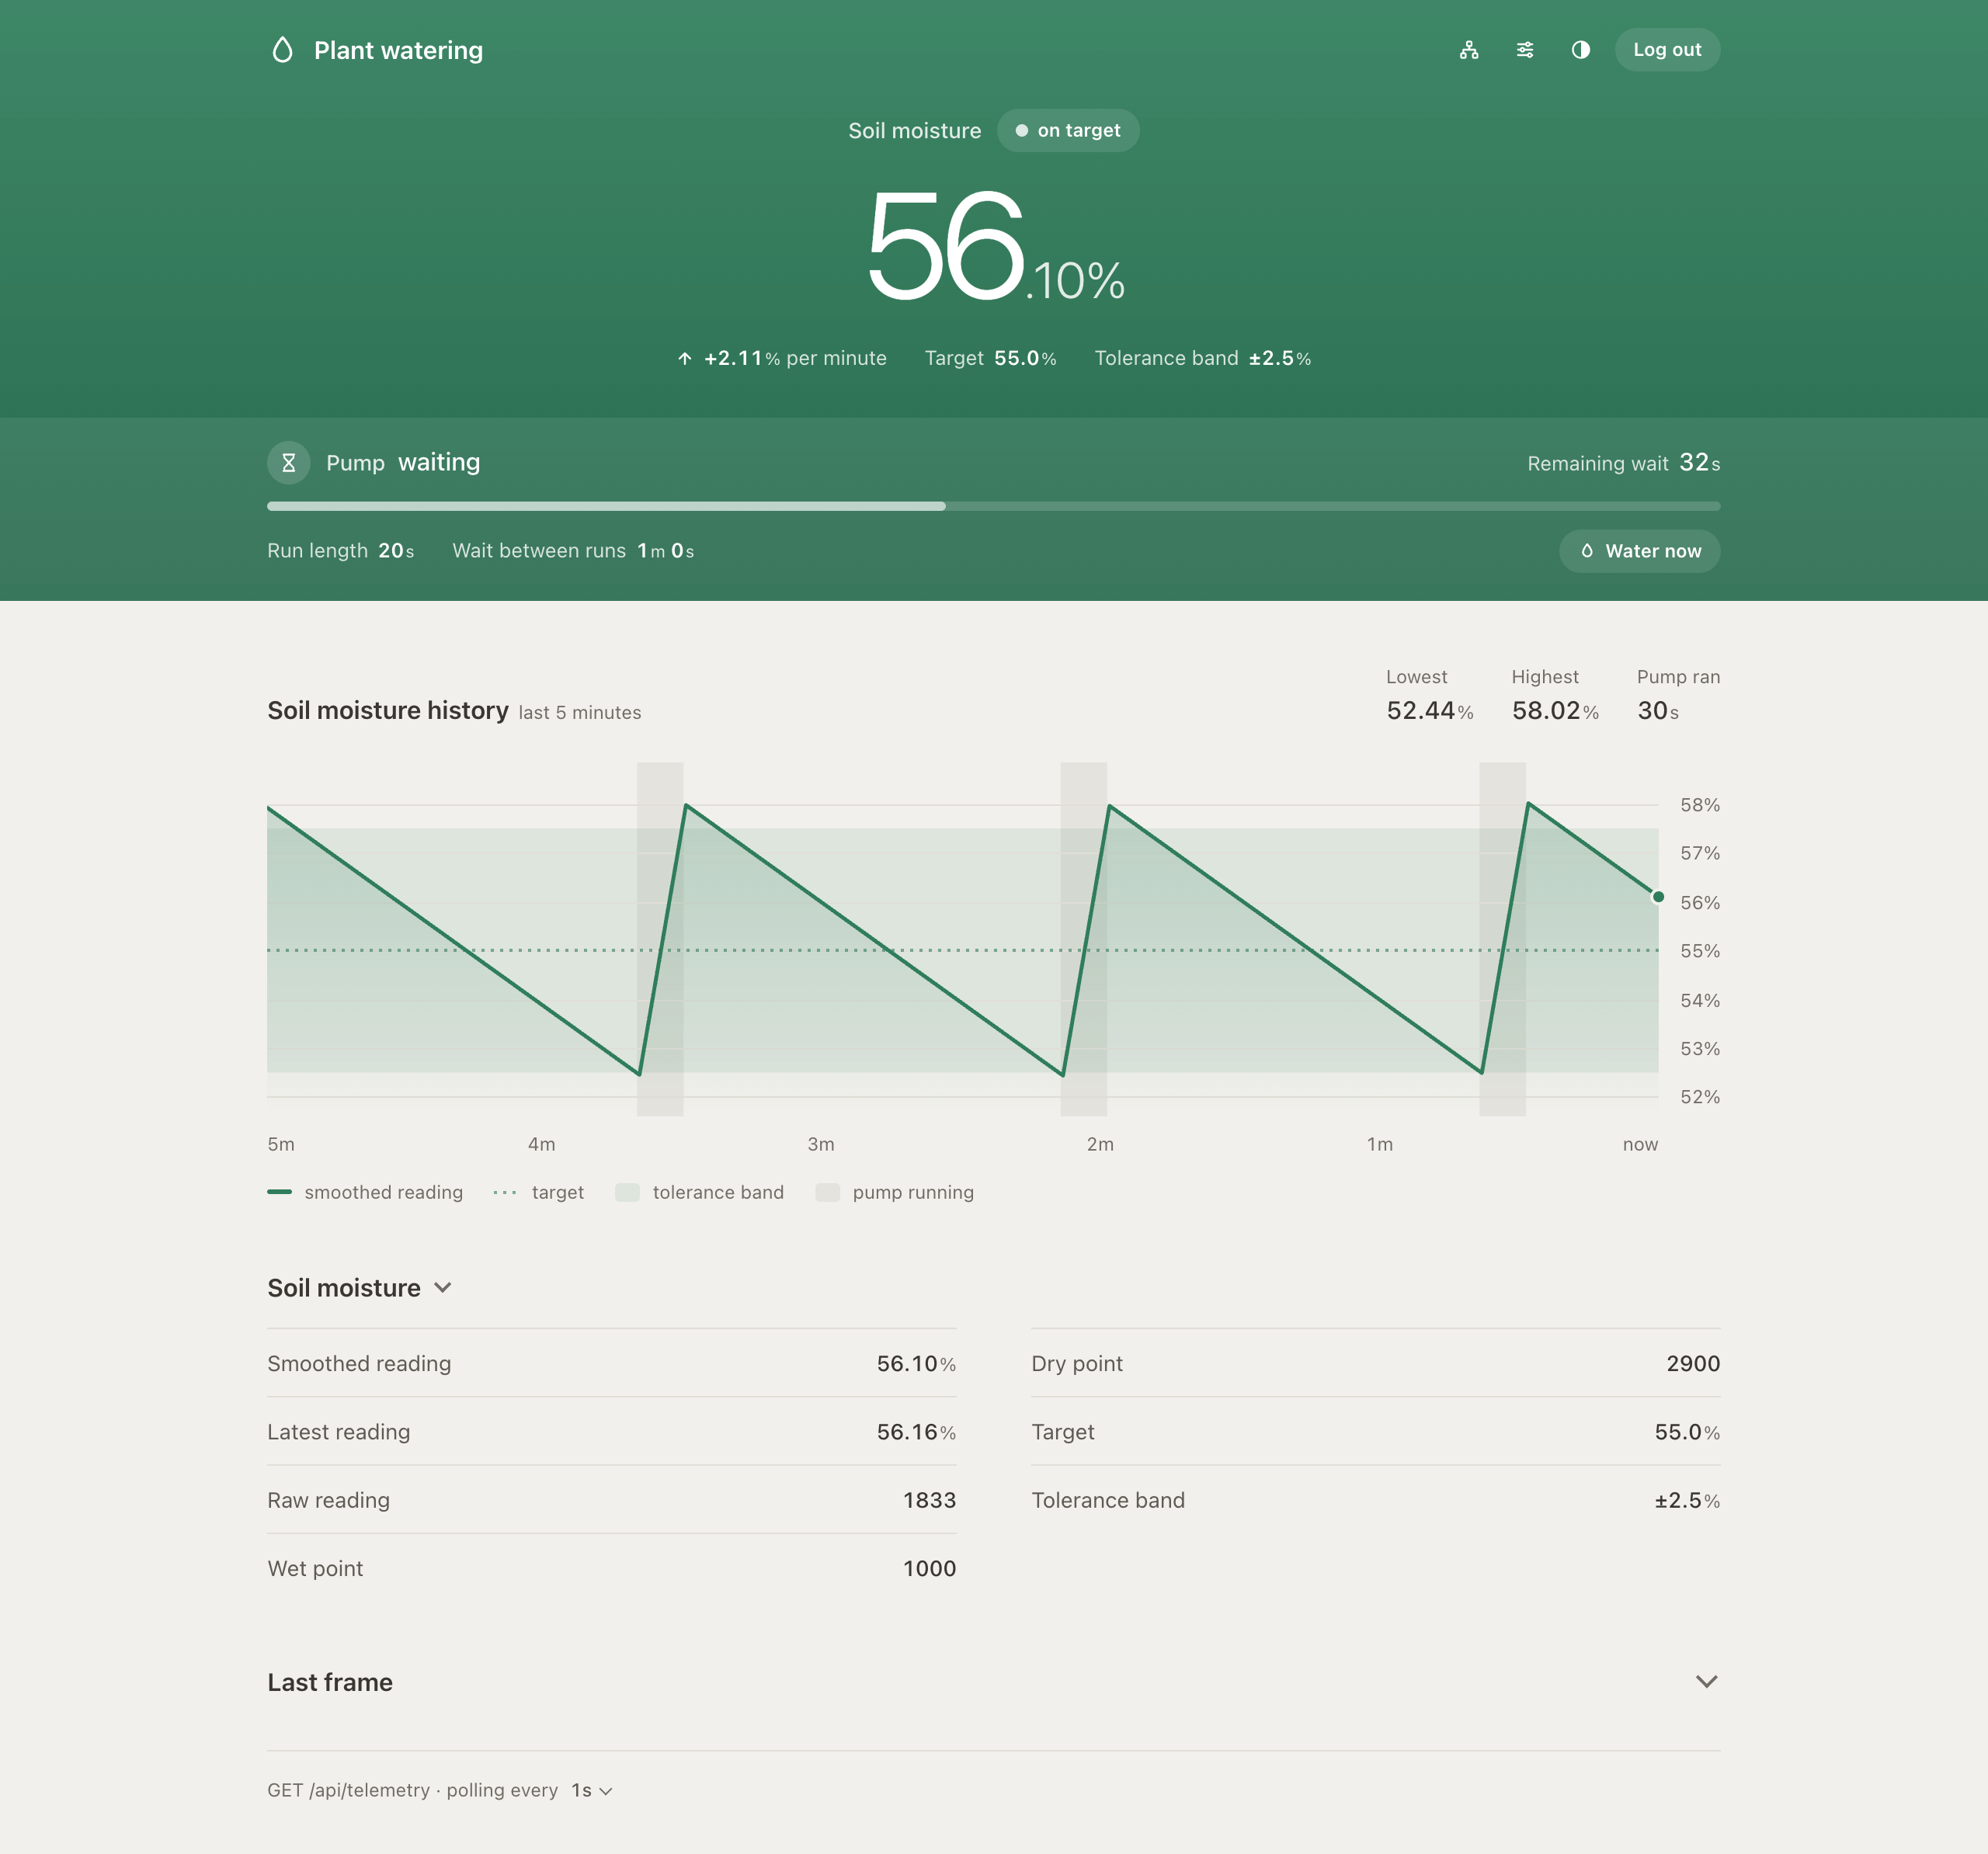 Plant watering
Log out
Soil moisture on target
56.10%
+2.11% per minute Target 55.0% Tolerance band ±2.5%
Pump waiting
Remaining wait 32s
Run length 20s Wait between runs 1m 0s
Water now
Lowest Highest Pump ran
Soil moisture history last 5 minutes
52.44% 58.02% 30s
58%
57%
56%
55%
54%
53%
52%
5m 4m 3m 2m 1m now
smoothed reading target tolerance band pump running
Soil moisture
Smoothed reading 56.10%
Dry point 2900
Latest reading 56.16%
Target 55.0%
Raw reading 1833
Tolerance band ±2.5%
Wet point 1000
Last frame
GET /api/telemetry · polling every 1s